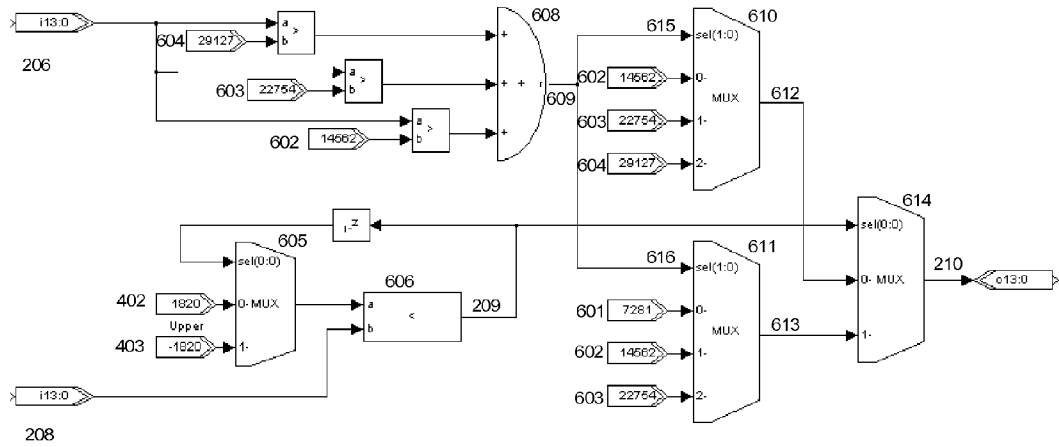 i13:0
206
604
29127
a
b
>
603
22754
a
b
>
602
14562
a
b
>
608
+
+ + r
+
609
615
610
sel(1:0)
602
14562
0-
MUX
603
22754
1-
604
29127
2-
612
605
sel(0:0)
402
1820
0- MUX
Upper
403
-1820
1-
606
a
b
<
209
i13:0
208
616
611
sel(1:0)
601
7281
0-
MUX
602
14562
1-
603
22754
2-
613
614
sel(0:0)
0- MUX
1-
210
o13:0